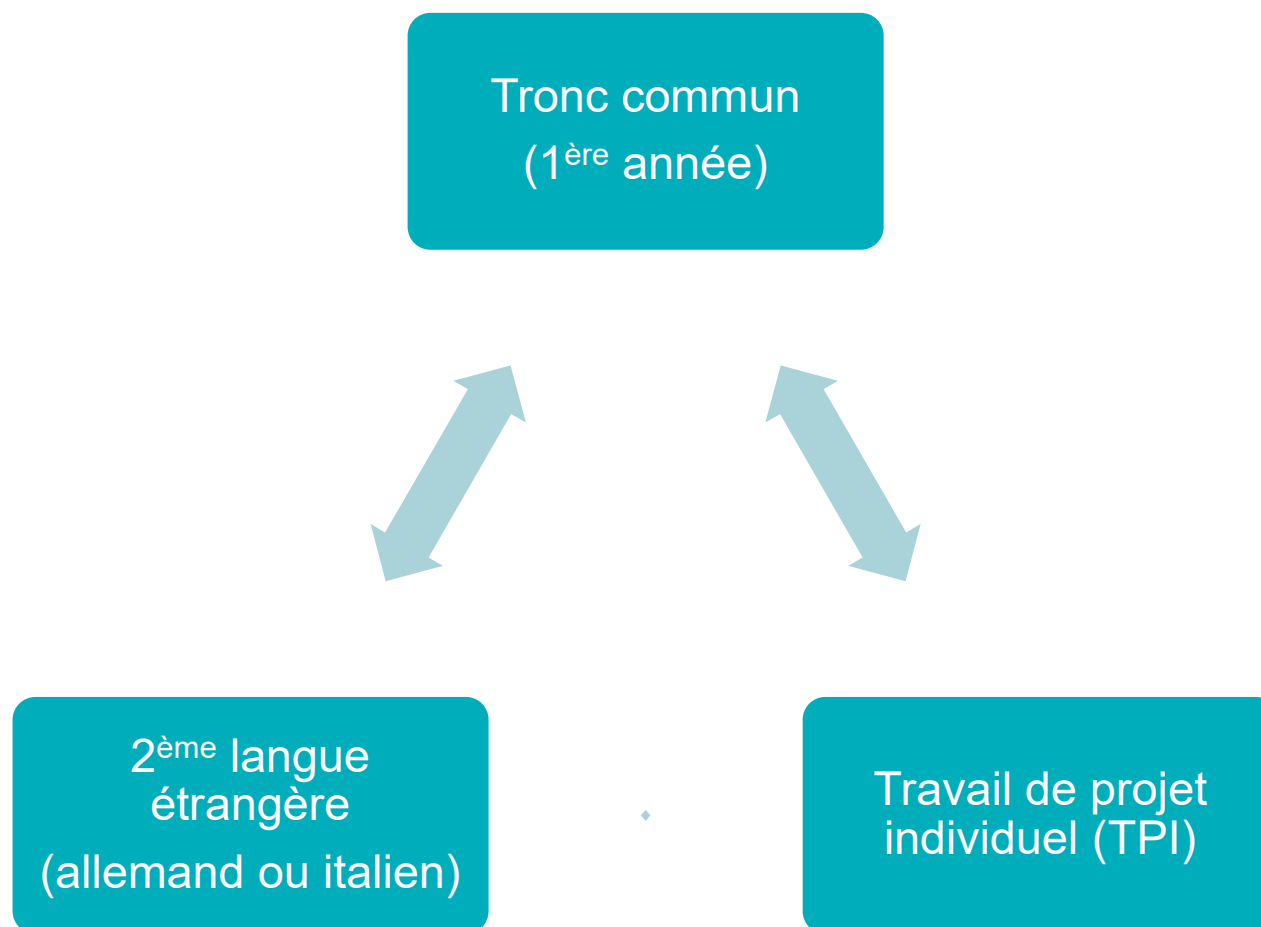 Tronc commun
(1ère année)
2ème langue
étrangère
(allemand ou italien)
Travail de projet
individuel (TPI)